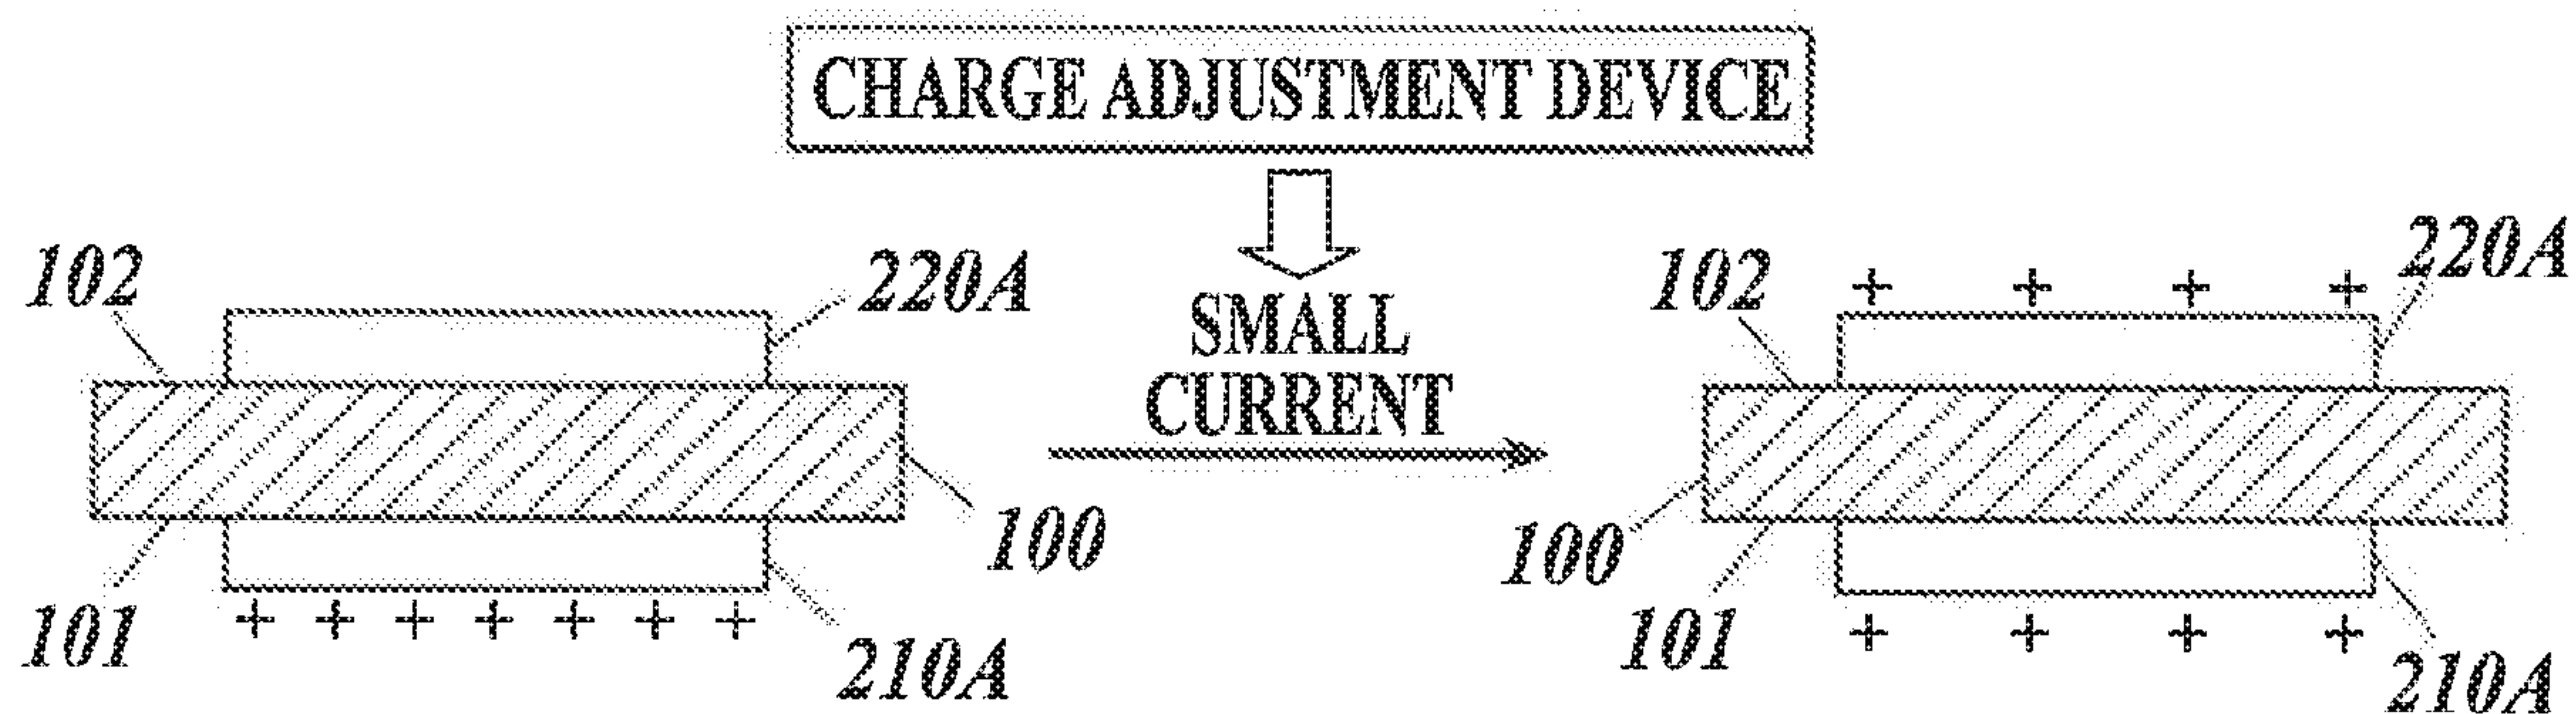 CHARGE ADJUSTMENT DEVICE
102
220A
SMALL
CURRENT
102
+ + + +
220A
100
100
101
+ + + + + + +
210A
101
+ + + +
210A